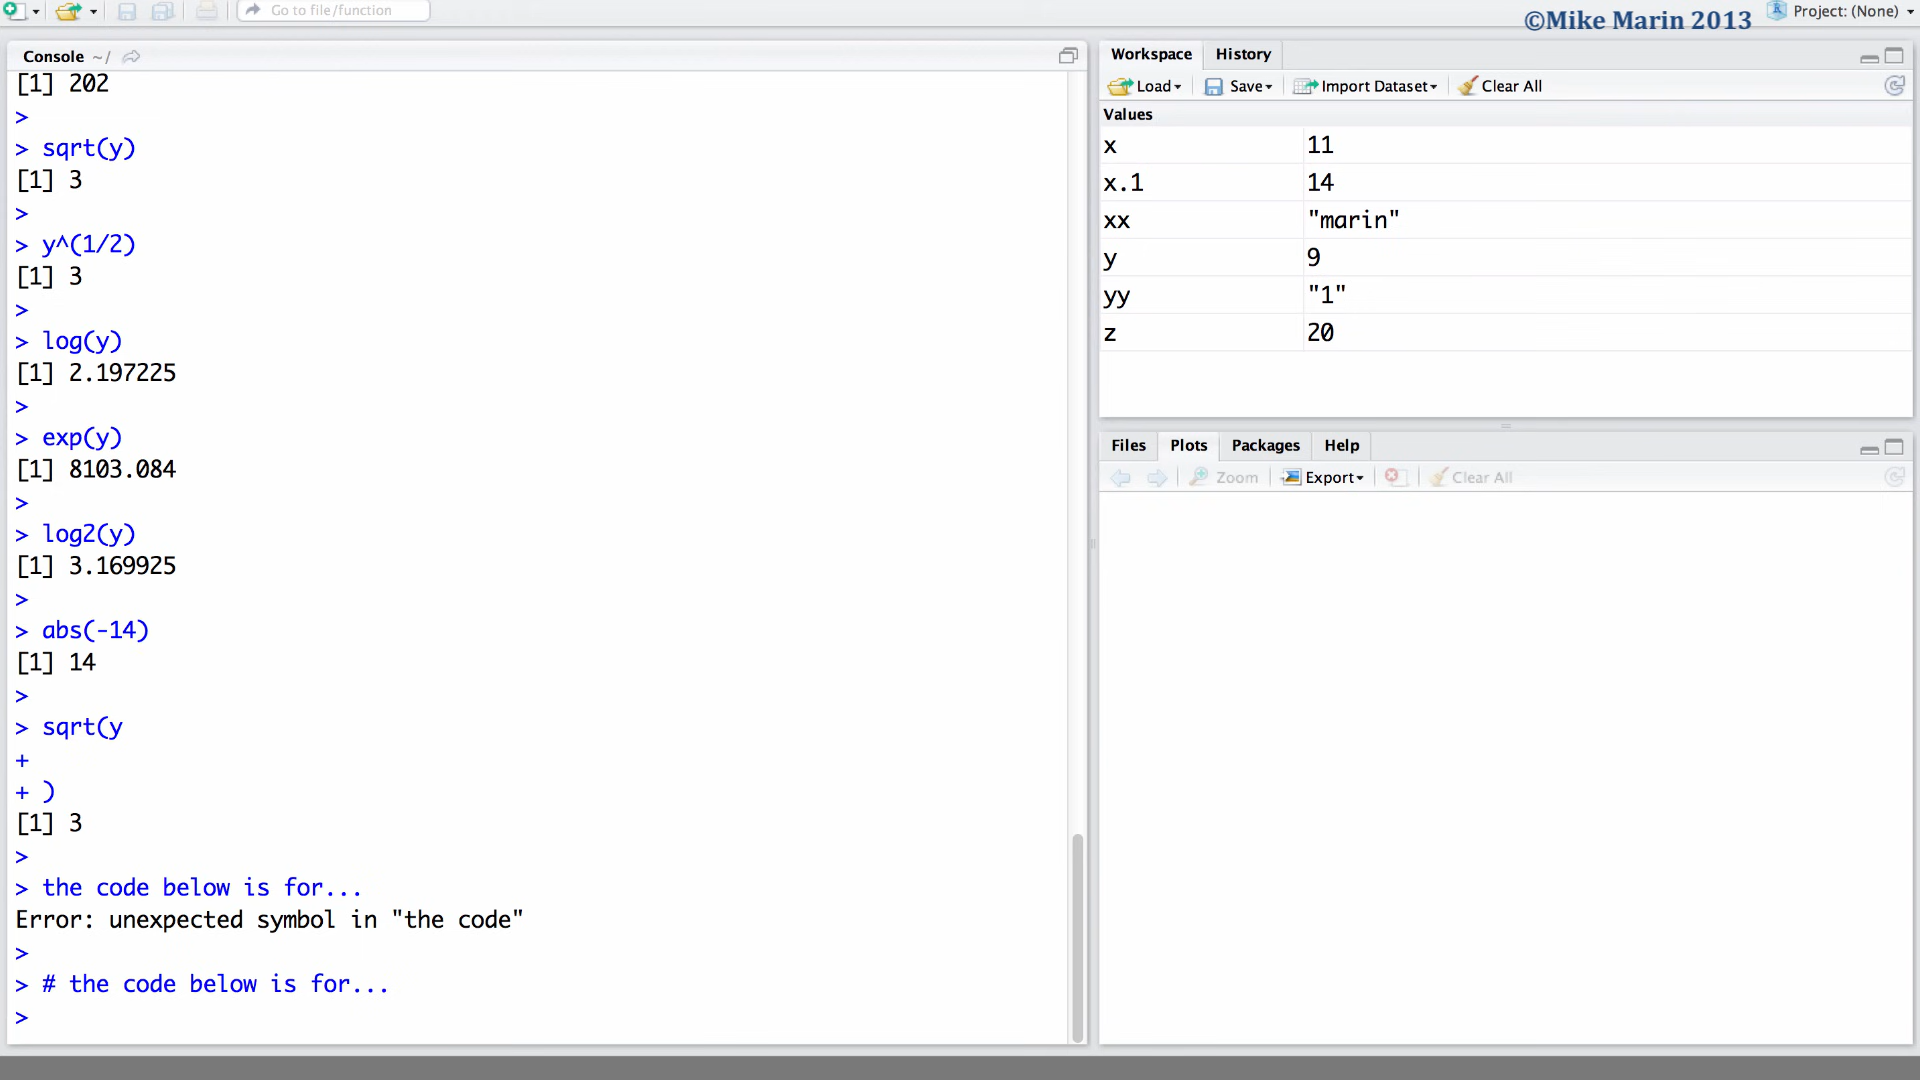 Go to file/function
©Mike Marin 2013
Project: (None)
Console ~/
[1] 202
>
> sqrt(y)
[1] 3
>
> y^(1/2)
[1] 3
>
> log(y)
[1] 2.197225
>
> exp(y)
[1] 8103.084
>
> log2(y)
[1] 3.169925
>
> abs(-14)
[1] 14
>
> sqrt(y
+
+ )
[1] 3
>
> the code below is for...
Error: unexpected symbol in "the code"
>
> # the code below is for...
>
Workspace History
Load Save Import Dataset Clear All
Values
x 11
x.1 14
xx "marin"
y 9
yy "1"
z 20
Files Plots Packages Help
Zoom Export Clear All